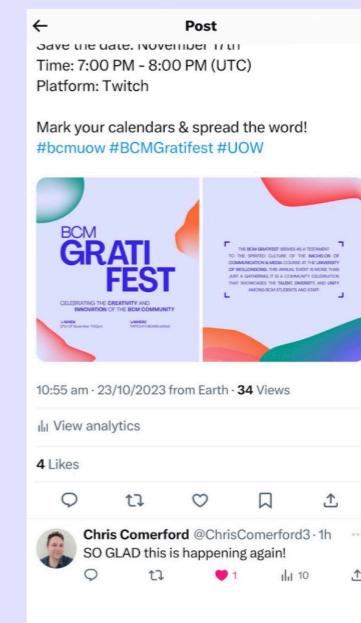 Post
Save the date: November 17th
Time: 7:00 PM - 8:00 PM (UTC)
Platform: Twitch
Mark your calendars & spread the word!
#bcmuow #BCMGratifest #UOW
BCM
GRATI
FEST
CELEBRATING THE CREATIVITY AND
INNOVATION OF THE BCM COMMUNITY
THE BCM GRATIFEST SERVES AS A TESTAMENT
TO THE SPIRITED CULTURE OF THE BACHELOR OF
COMMUNICATION & MEDIA COURSE AT THE UNIVERSITY
OF WOLLONGONG. THIS ANNUAL EVENT IS MORE THAN
JUST A GATHERING; IT IS A COMMUNITY CELEBRATION
THAT SHOWCASES THE TALENT, DIVERSITY, AND UNITY
AMONG BCM STUDENTS AND STAFF.
10:55 am · 23/10/2023 from Earth · 34 Views
View analytics
4 Likes
Chris Comerford @ChrisComerford3 · 1h
SO GLAD this is happening again!
1
10